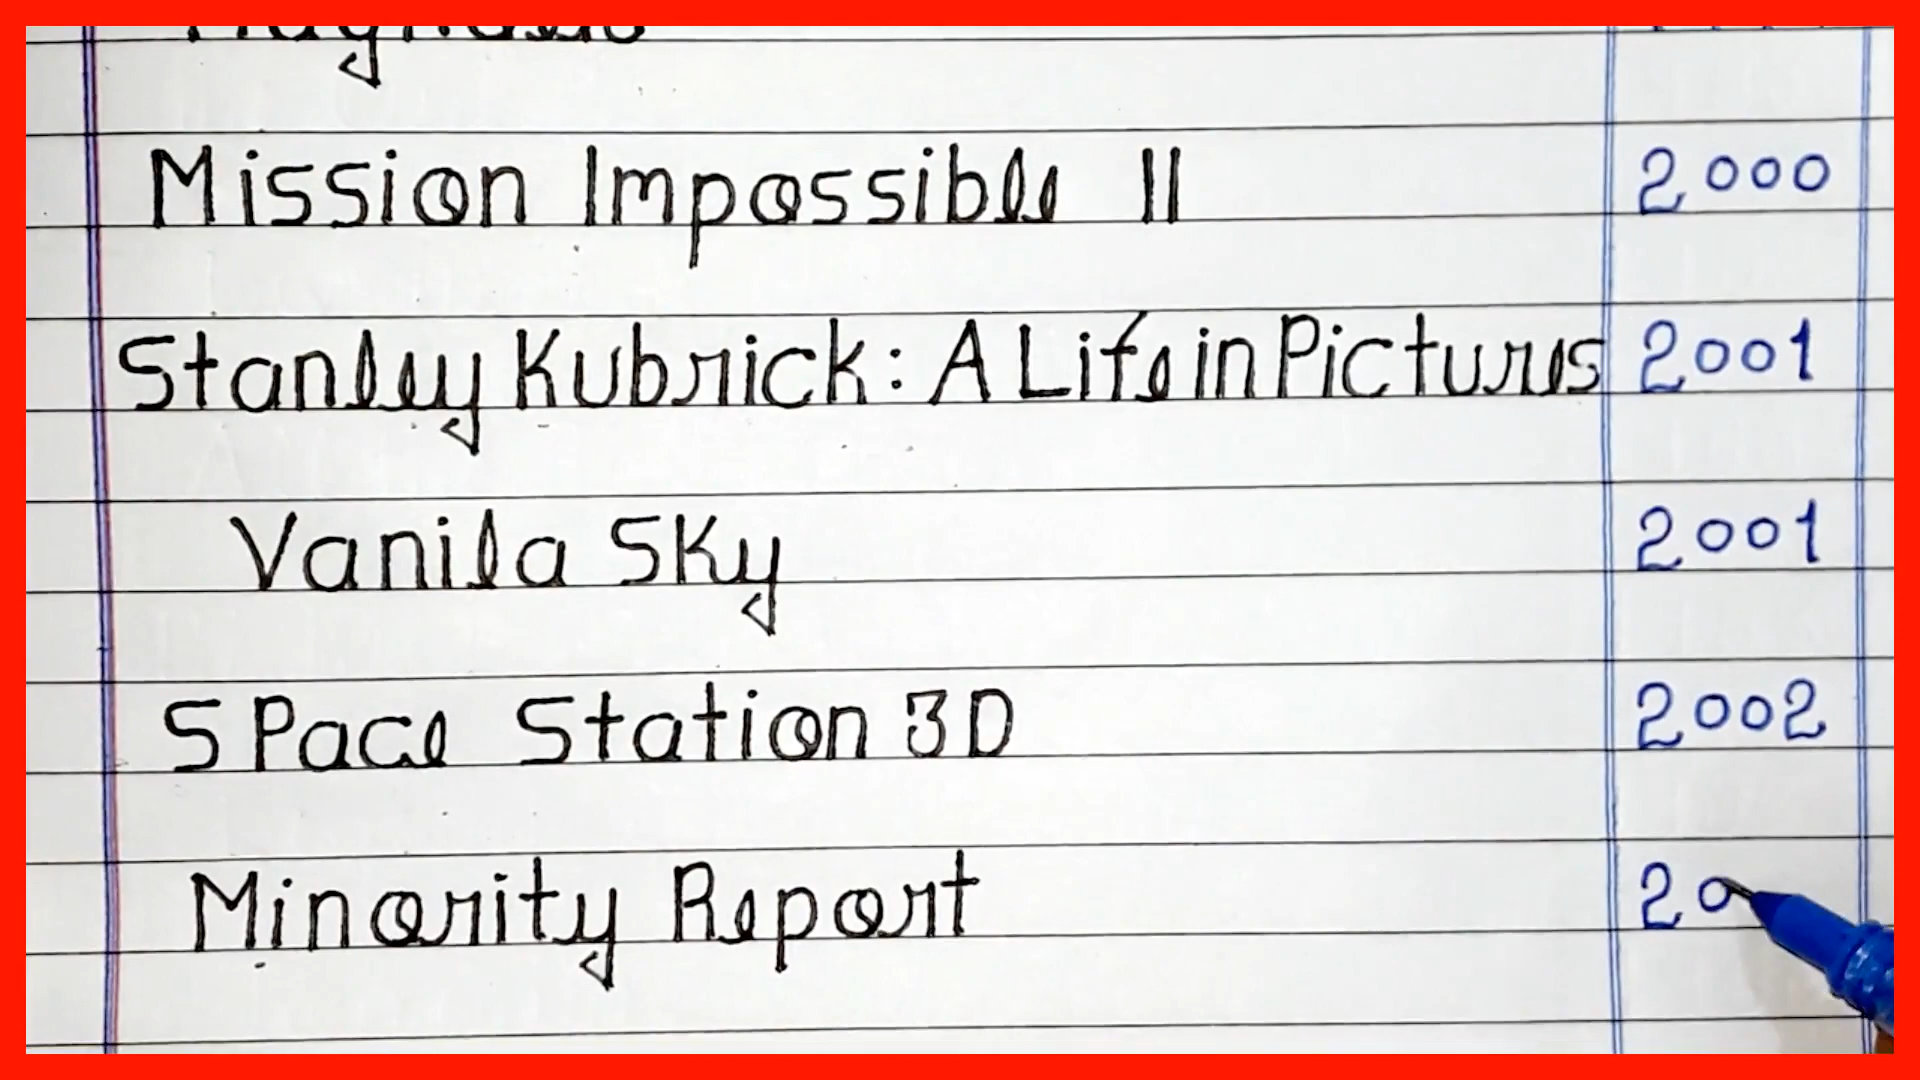 Mission Impossible II 2000
Stanley Kubrick: A Life in Pictures 2001
Vanila Sky 2001
SPace Station 3D 2002
Minority Report 20